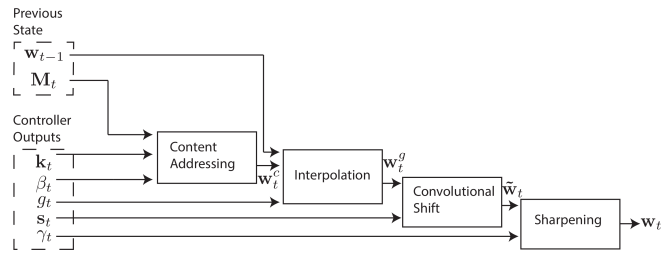 Previous
State
w_{t−1}
M_t
Controller
Outputs
k_t
β_t
g_t
s_t
γ_t
Content
Addressing
w_t^c
Interpolation
w_t^g
Convolutional
Shift
w̃_t
Sharpening
w_t